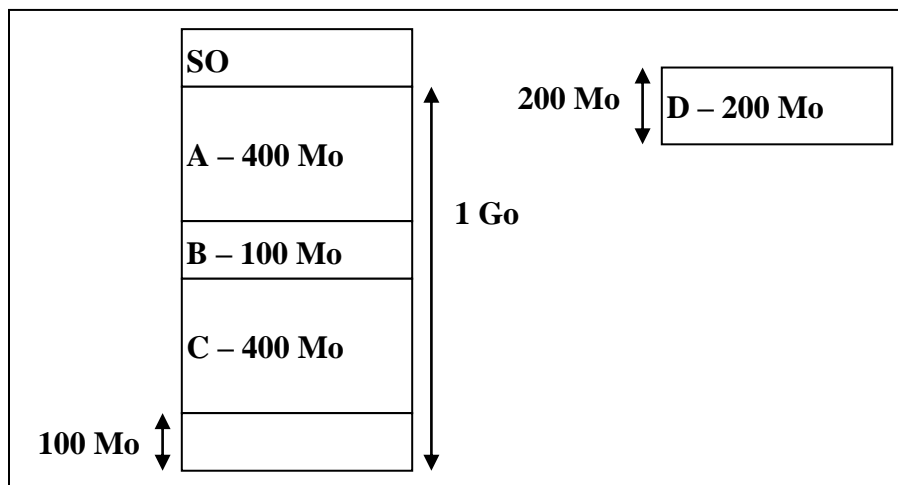 SO
A – 400 Mo
B – 100 Mo
C – 400 Mo
100 Mo
1 Go
200 Mo
D – 200 Mo